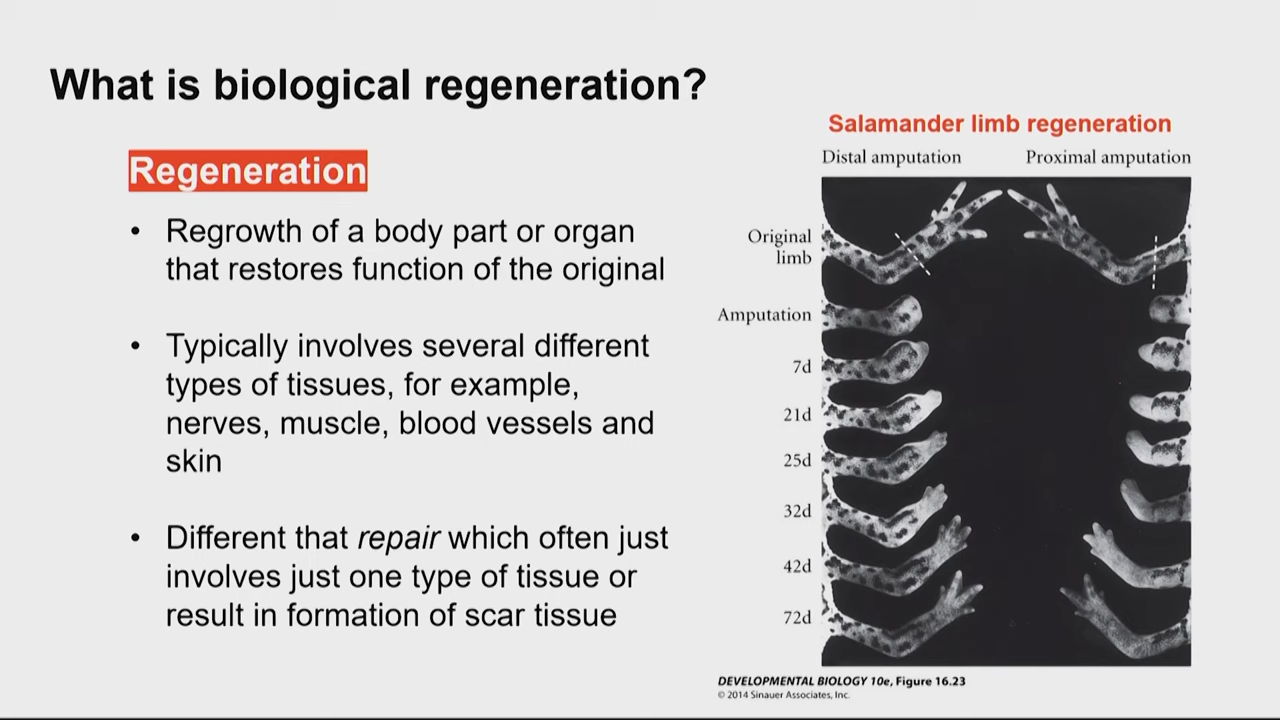 What is biological regeneration?
Regeneration
• Regrowth of a body part or organ
that restores function of the original
• Typically involves several different
types of tissues, for example,
nerves, muscle, blood vessels and
skin
• Different that repair which often just
involves just one type of tissue or
result in formation of scar tissue
Salamander limb regeneration
Distal amputation Proximal amputation
Original
limb
Amputation
7d
21d
25d
32d
42d
72d
DEVELOPMENTAL BIOLOGY 10e, Figure 16.23
© 2014 Sinauer Associates, Inc.